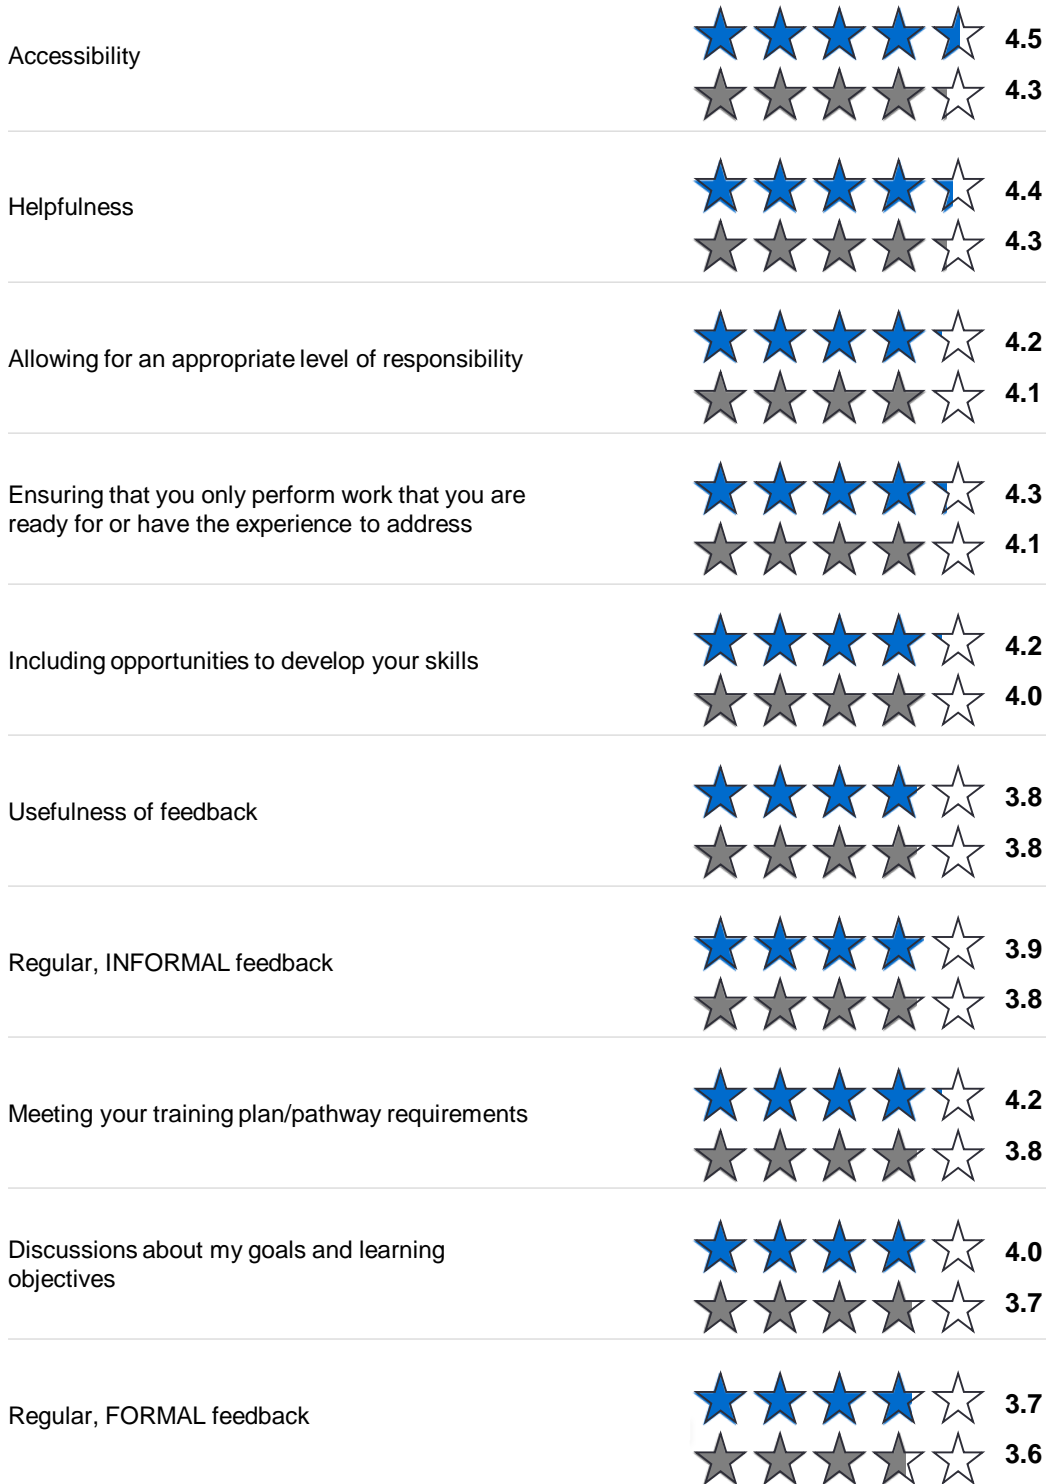 Accessibility
4.5
4.3
Helpfulness
4.4
4.3
Allowing for an appropriate level of responsibility
4.2
4.1
Ensuring that you only perform work that you are
ready for or have the experience to address
4.3
4.1
Including opportunities to develop your skills
4.2
4.0
Usefulness of feedback
3.8
3.8
Regular, INFORMAL feedback
3.9
3.8
Meeting your training plan/pathway requirements
4.2
3.8
Discussions about my goals and learning
objectives
4.0
3.7
Regular, FORMAL feedback
3.7
3.6